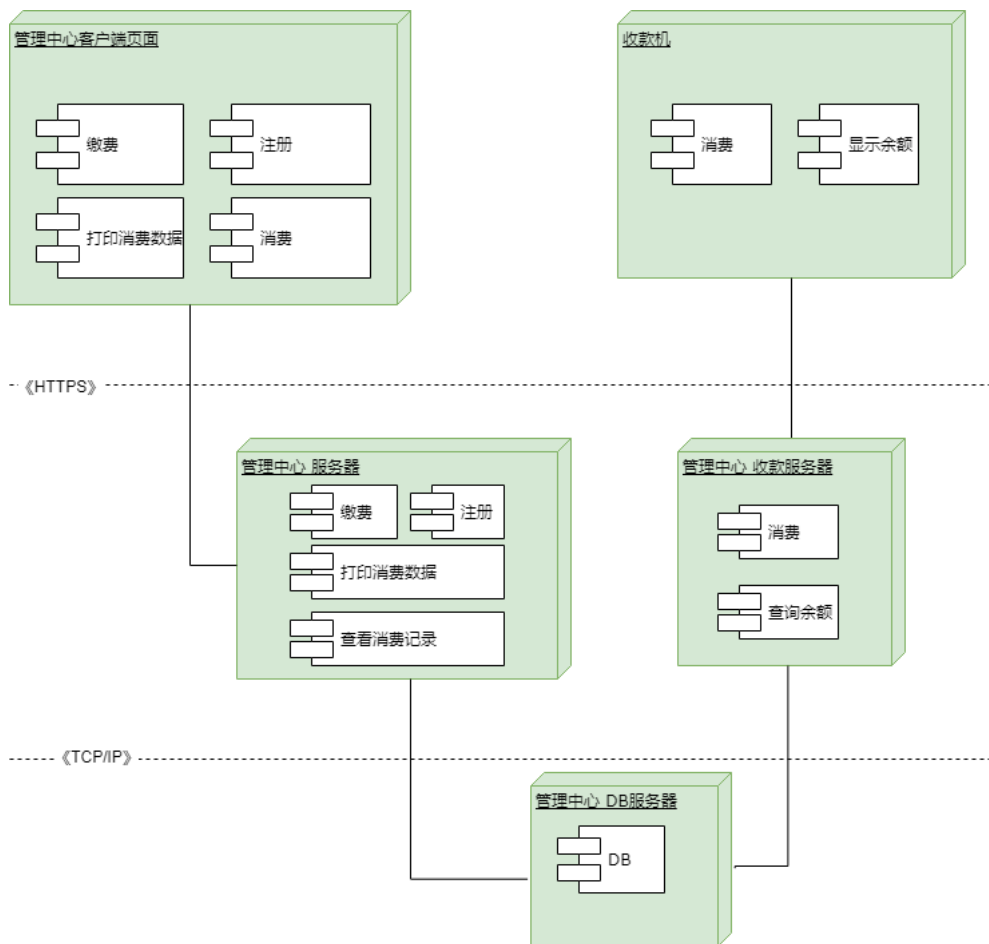 管理中心客户端页面
缴费
注册
打印消费数据
消费
收款机
消费
显示余额
《HTTPS》
管理中心 服务器
缴费
注册
打印消费数据
查看消费记录
管理中心 收款服务器
消费
查询余额
《TCP/IP》
管理中心 DB服务器
DB